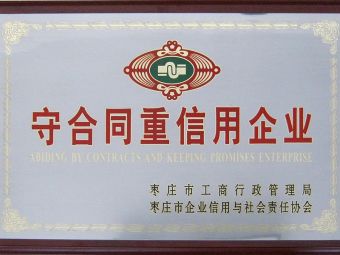 守合同重信用企业
ABIDING BY CONTRACTS AND KEEPING PROMISES ENTERPRISE
枣庄市工商行政管理局
枣庄市企业信用与社会责任协会